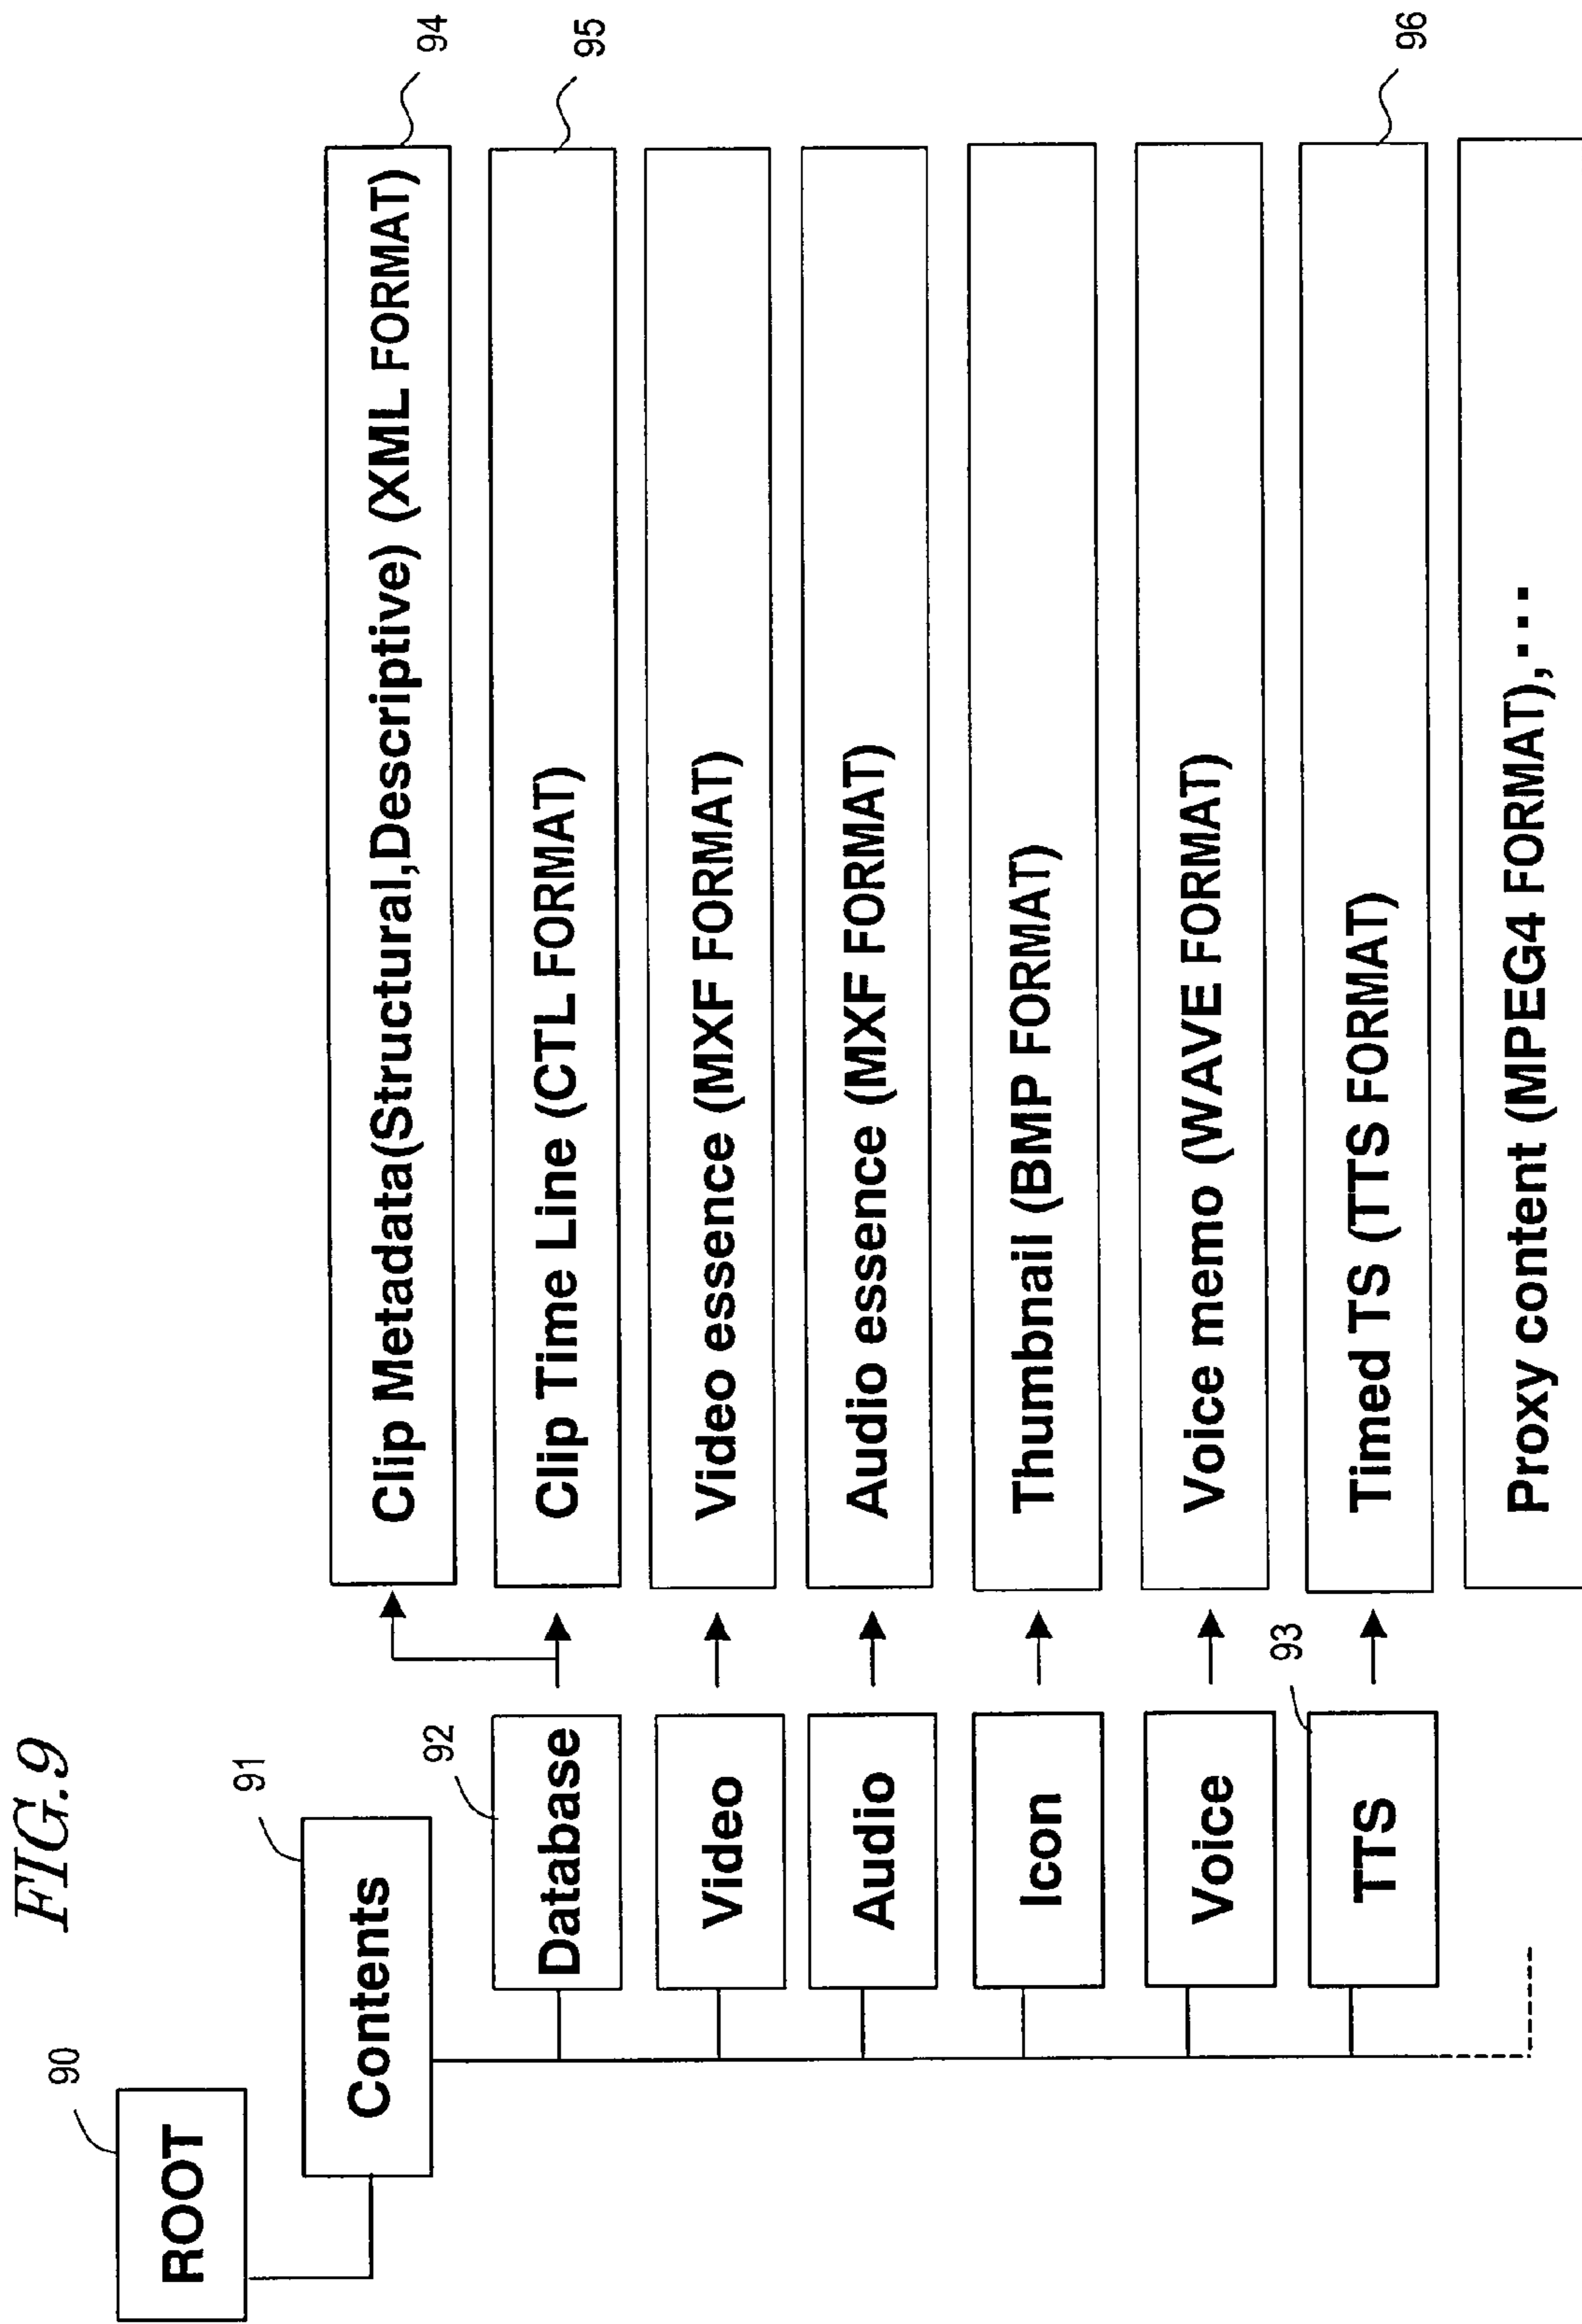 FIG.9
90
ROOT
91
Contents
92
Database
Video
Audio
Icon
Voice
93
TTS
94
Clip Metadata(Structural,Descriptive) (XML FORMAT)
95
Clip Time Line (CTL FORMAT)
Video essence (MXF FORMAT)
Audio essence (MXF FORMAT)
Thumbnail (BMP FORMAT)
Voice memo (WAVE FORMAT)
96
Timed TS (TTS FORMAT)
Proxy content (MPEG4 FORMAT),･･･